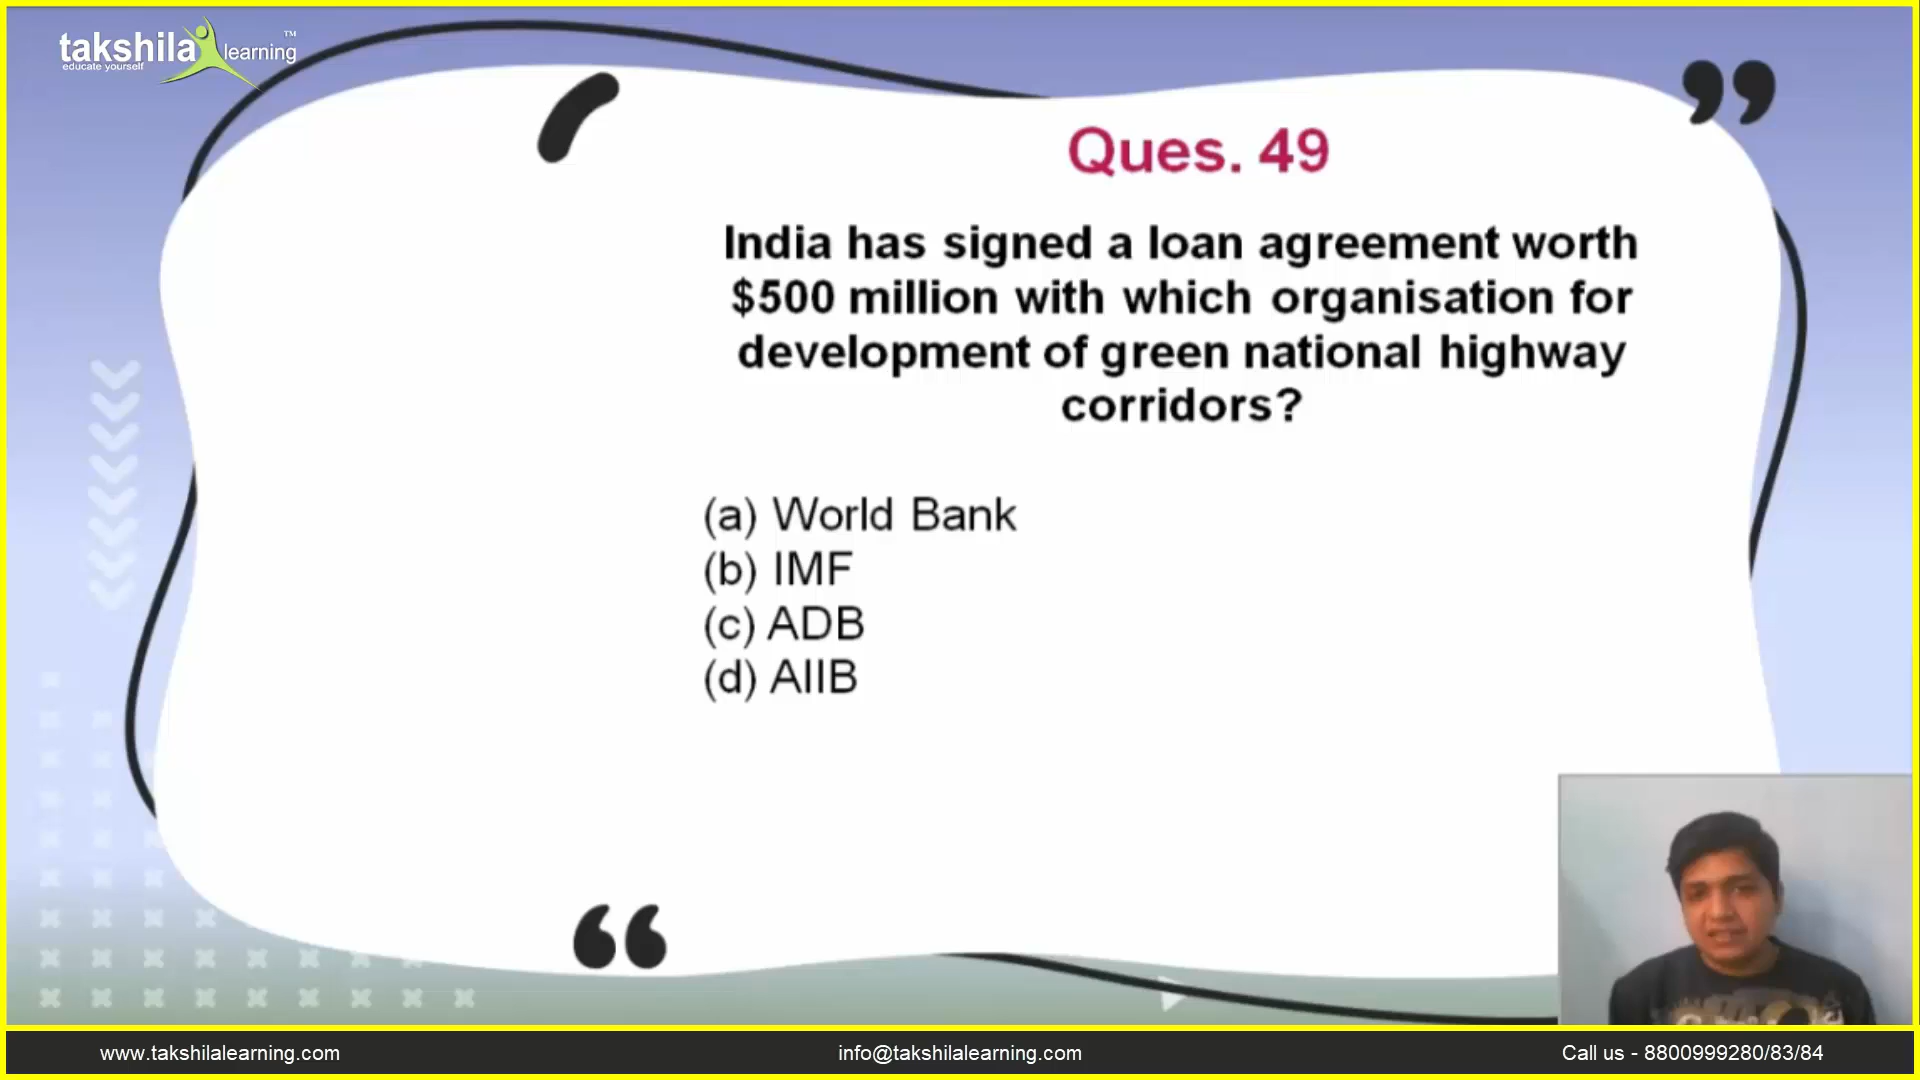 takshila learning™
educate yourself
Ques. 49
India has signed a loan agreement worth
$500 million with which organisation for
development of green national highway
corridors?
(a) World Bank
(b) IMF
(c) ADB
(d) AIIB
www.takshilalearning.com
info@takshilalearning.com
Call us - 8800999280/83/84